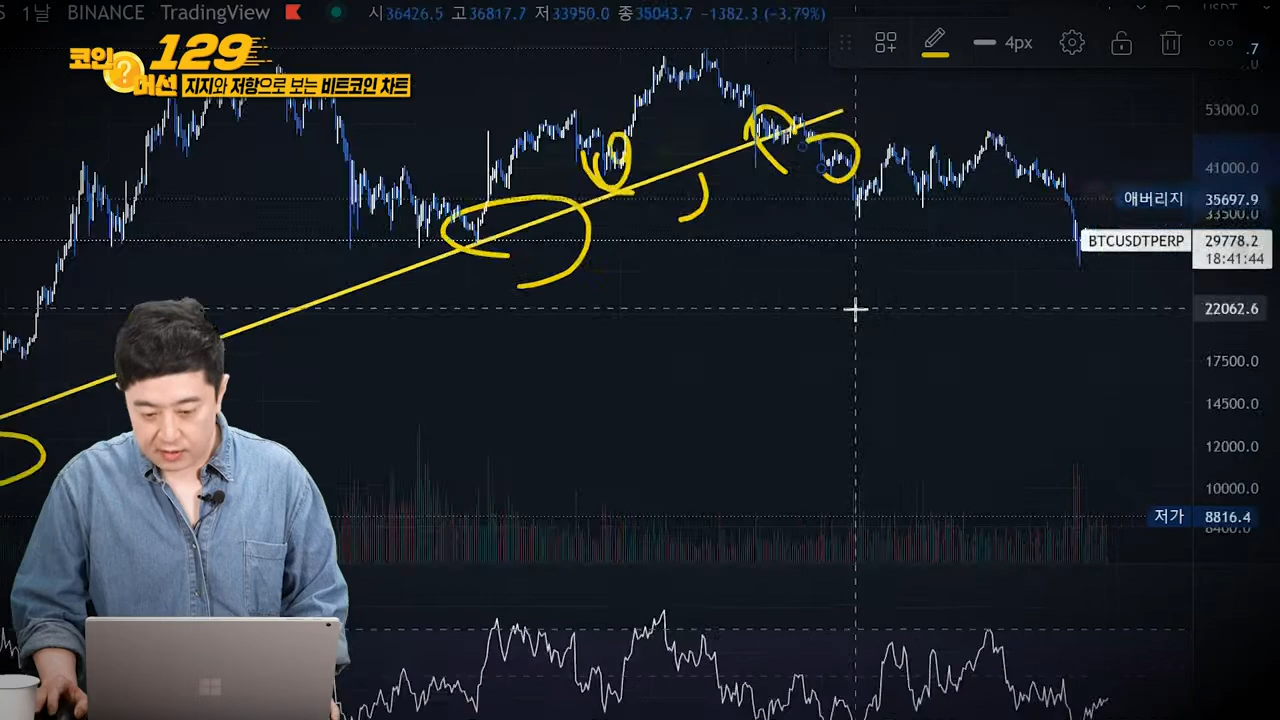 1날 BINANCE TradingView 시36426.5 고36817.7 저33950.0 종35043.7 −1382.3 (−3.79%)
코인 ? 머선 129
지지와 저항으로 보는 비트코인 차트
4px
53000.0
41000.0
애버리지 35697.9
33500.0
BTCUSDTPERP 29778.2
18:41:44
22062.6
17500.0
14500.0
12000.0
10000.0
저가 8816.4